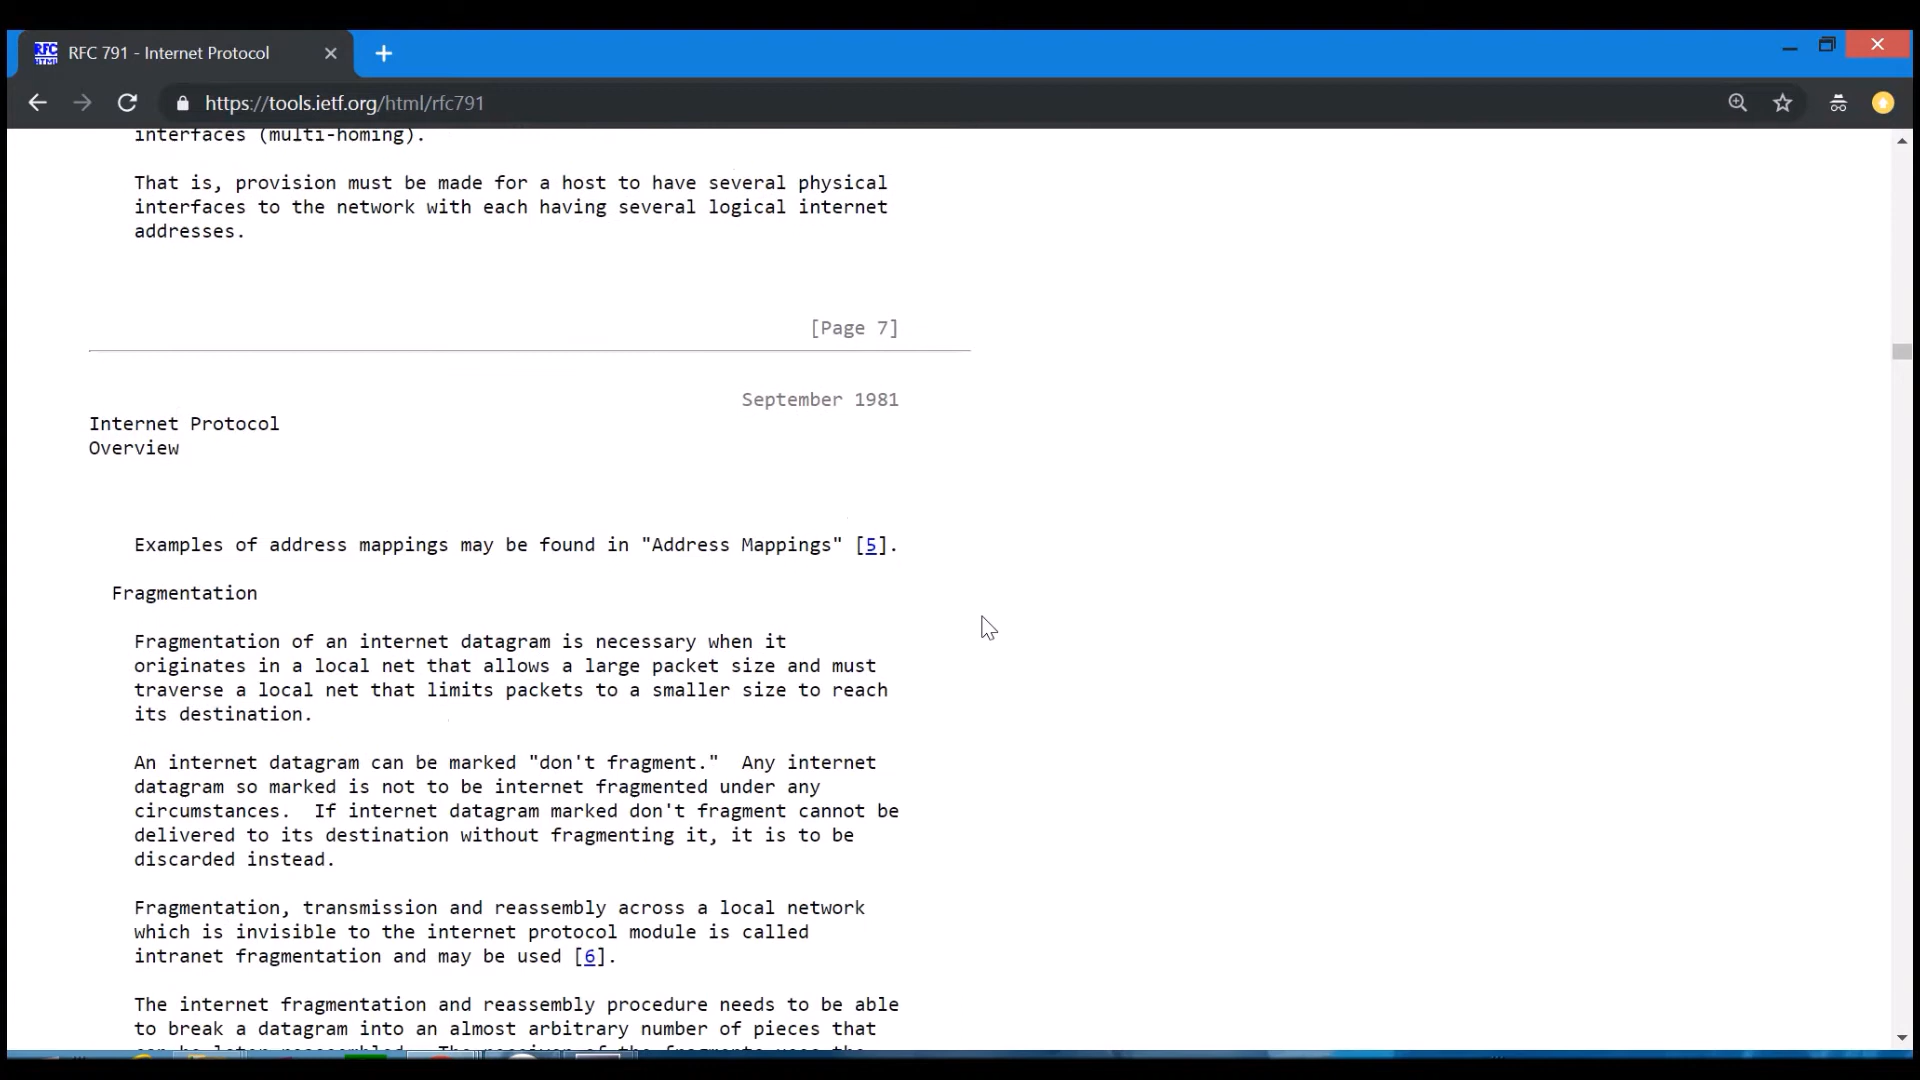 RFC 791 - Internet Protocol
https://tools.ietf.org/html/rfc791
interfaces (multi-homing).
That is, provision must be made for a host to have several physical
interfaces to the network with each having several logical internet
addresses.
[Page 7]
September 1981
Internet Protocol
Overview
Examples of address mappings may be found in "Address Mappings" [5].
Fragmentation
Fragmentation of an internet datagram is necessary when it
originates in a local net that allows a large packet size and must
traverse a local net that limits packets to a smaller size to reach
its destination.
An internet datagram can be marked "don't fragment." Any internet
datagram so marked is not to be internet fragmented under any
circumstances. If internet datagram marked don't fragment cannot be
delivered to its destination without fragmenting it, it is to be
discarded instead.
Fragmentation, transmission and reassembly across a local network
which is invisible to the internet protocol module is called
intranet fragmentation and may be used [6].
The internet fragmentation and reassembly procedure needs to be able
to break a datagram into an almost arbitrary number of pieces that